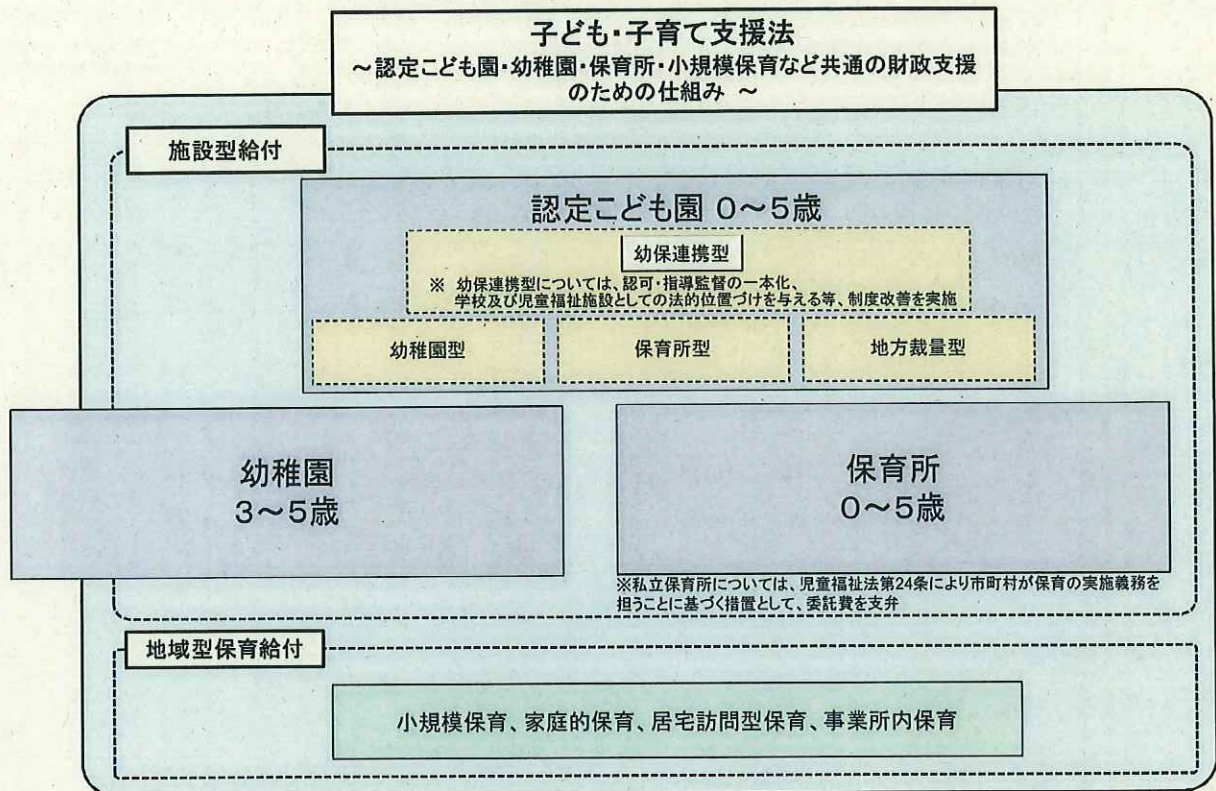 子ども・子育て支援法
～認定こども園・幼稚園・保育所・小規模保育など共通の財政支援
のための仕組み ～
施設型給付
認定こども園 0～5歳
幼保連携型
※ 幼保連携型については、認可・指導監督の一本化、
学校及び児童福祉施設としての法的位置づけを与える等、制度改善を実施
幼稚園型
保育所型
地方裁量型
幼稚園
3～5歳
保育所
0～5歳
※私立保育所については、児童福祉法第24条により市町村が保育の実施義務を
担うことに基づく措置として、委託費を支弁
地域型保育給付
小規模保育、家庭的保育、居宅訪問型保育、事業所内保育